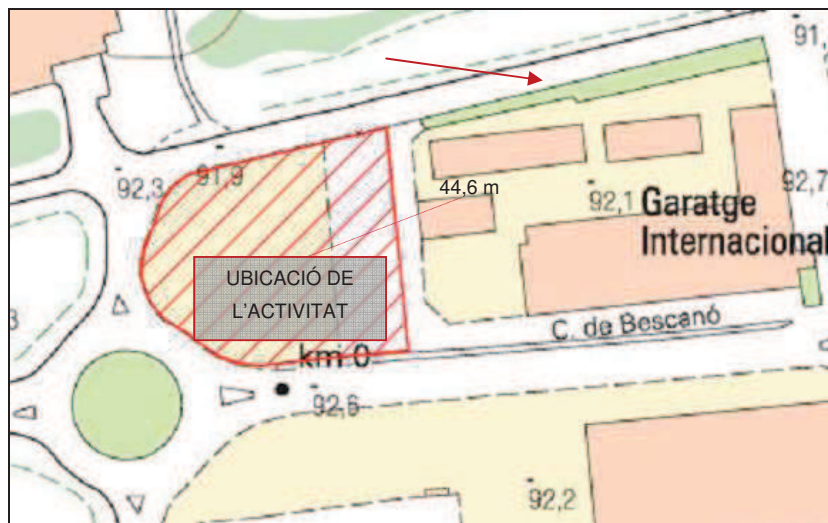 91,
92,3
91,9
44,6 m
92,1
Garatge
Internacional
92,7
UBICACIÓ DE
L'ACTIVITAT
C. de Bescanó
km 0
92,6
92,2
3